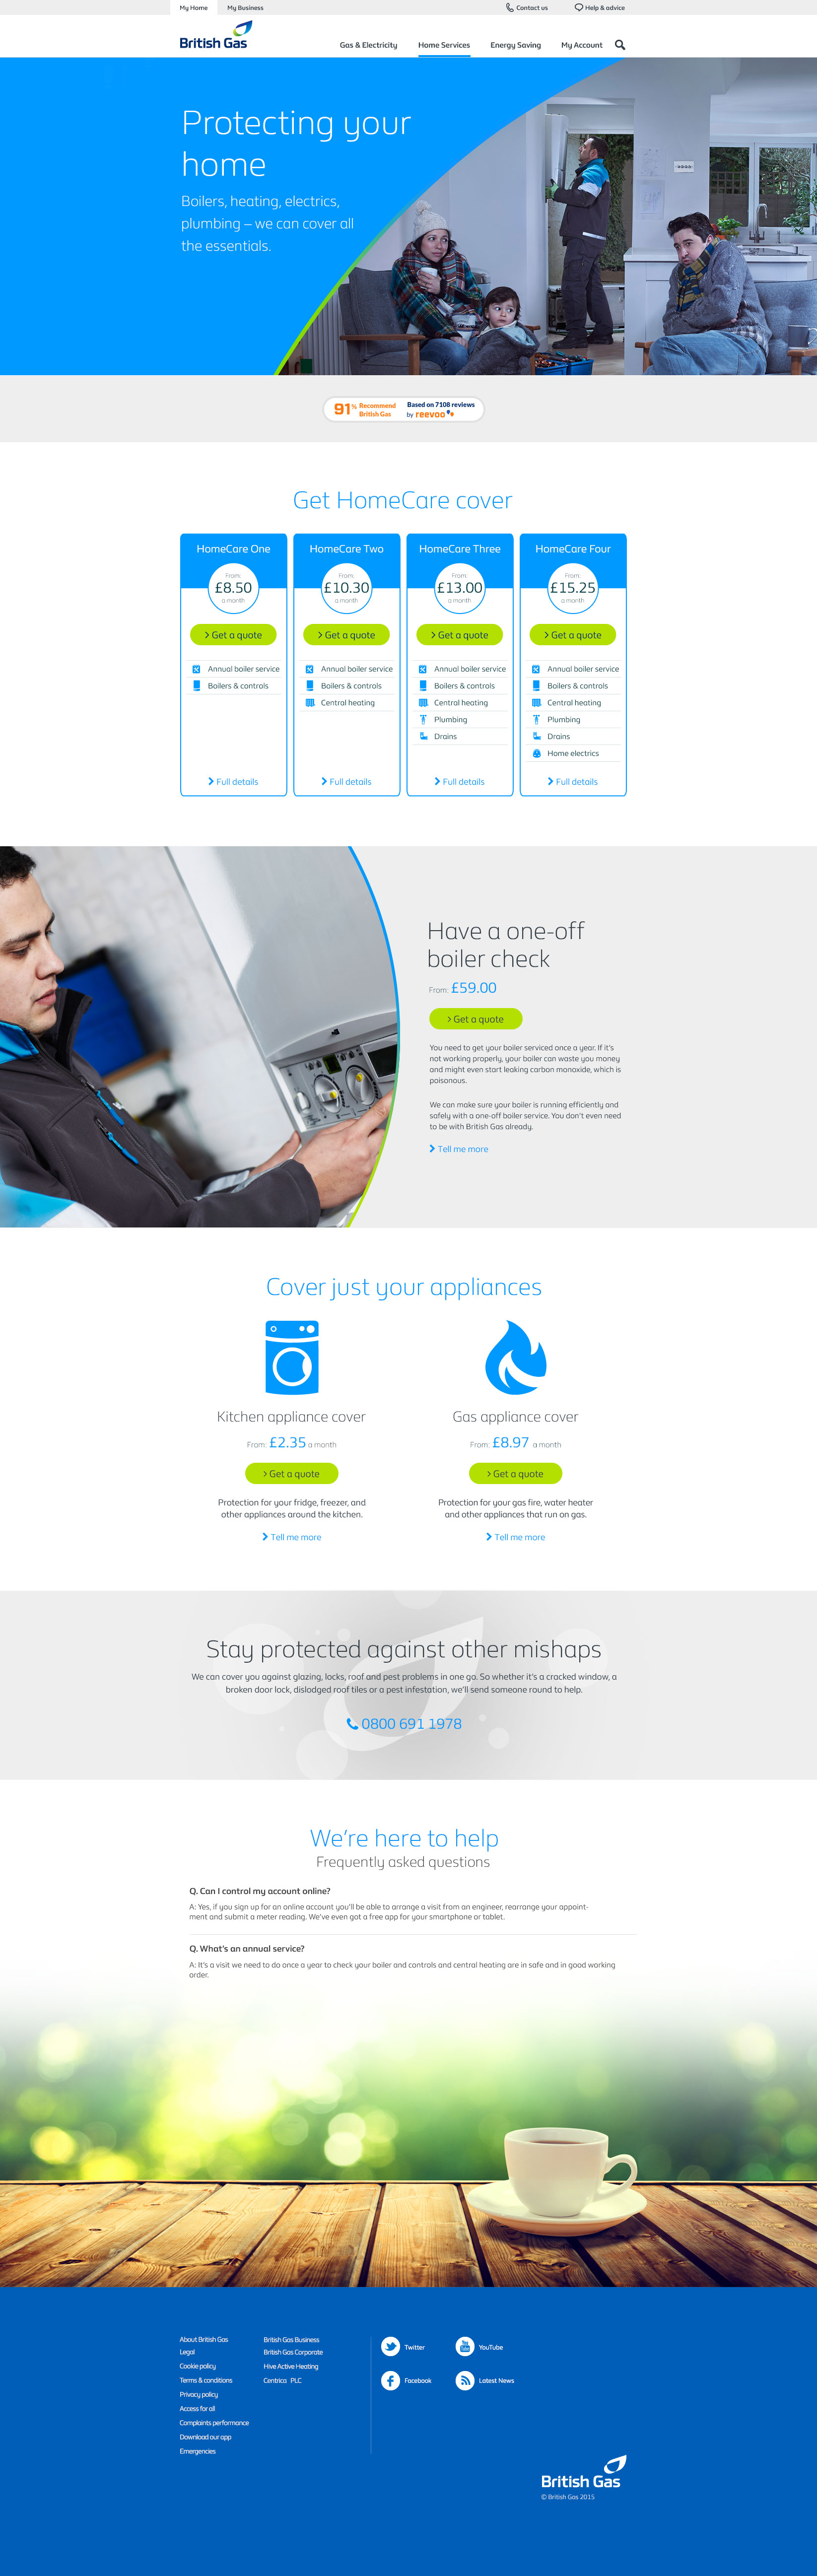 My Home
My Business
Contact us
Help & advice
British Gas
Gas & Electricity
Home Services
Energy Saving
My Account
Protecting your
home
Boilers, heating, electrics,
plumbing – we can cover all
the essentials.
91% Recommend
British Gas
Based on 7108 reviews
by reevoo
Get HomeCare cover
HomeCare One
From:
£8.50
a month
Get a quote
Annual boiler service
Boilers & controls
Full details
HomeCare Two
From:
£10.30
a month
Get a quote
Annual boiler service
Boilers & controls
Central heating
Full details
HomeCare Three
From:
£13.00
a month
Get a quote
Annual boiler service
Boilers & controls
Central heating
Plumbing
Drains
Full details
HomeCare Four
From:
£15.25
a month
Get a quote
Annual boiler service
Boilers & controls
Central heating
Plumbing
Drains
Home electrics
Full details
Have a one-off
boiler check
From: £59.00
Get a quote
You need to get your boiler serviced once a year. If it's
not working properly, your boiler can waste you money
and might even start leaking carbon monoxide, which is
poisonous.
We can make sure your boiler is running efficiently and
safely with a one-off boiler service. You don't even need
to be with British Gas already.
Tell me more
Cover just your appliances
Kitchen appliance cover
From: £2.35 a month
Get a quote
Protection for your fridge, freezer, and
other appliances around the kitchen.
Tell me more
Gas appliance cover
From: £8.97 a month
Get a quote
Protection for your gas fire, water heater
and other appliances that run on gas.
Tell me more
Stay protected against other mishaps
We can cover you against glazing, locks, roof and pest problems in one go. So whether it's a cracked window, a
broken door lock, dislodged roof tiles or a pest infestation, we'll send someone round to help.
0800 691 1978
We're here to help
Frequently asked questions
Q. Can I control my account online?
A: Yes, if you sign up for an online account you'll be able to arrange a visit from an engineer, rearrange your appoint-
ment and submit a meter reading. We've even got a free app for your smartphone or tablet.
Q. What's an annual service?
A: It's a visit we need to do once a year to check your boiler and controls and central heating are in safe and in good working
order.
About British Gas
Legal
Cookie policy
Terms & conditions
Privacy policy
Access for all
Complaints performance
Download our app
Emergencies
British Gas Business
British Gas Corporate
Hive Active Heating
Centrica PLC
Twitter
YouTube
Facebook
Latest News
British Gas
© British Gas 2015